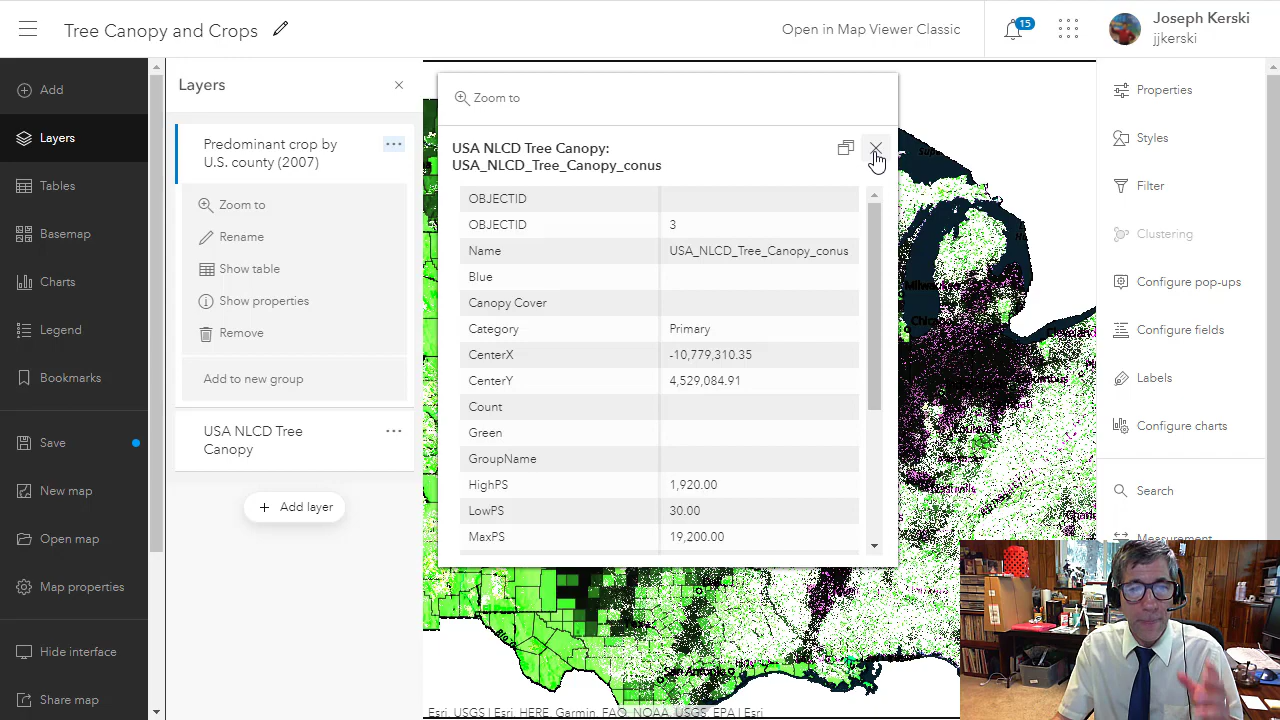 Tree Canopy and Crops
Open in Map Viewer Classic
15
Joseph Kerski
jjkerski
Add
Layers
Tables
Basemap
Charts
Legend
Bookmarks
Save
New map
Open map
Map properties
Hide interface
Share map
Layers
Predominant crop by
U.S. county (2007)
Zoom to
Rename
Show table
Show properties
Remove
Add to new group
USA NLCD Tree
Canopy
Add layer
Zoom to
USA NLCD Tree Canopy:
USA_NLCD_Tree_Canopy_conus
OBJECTID
OBJECTID 3
Name USA_NLCD_Tree_Canopy_conus
Blue
Canopy Cover
Category Primary
CenterX -10,779,310.35
CenterY 4,529,084.91
Count
Green
GroupName
HighPS 1,920.00
LowPS 30.00
MaxPS 19,200.00
Esri, USGS | Esri, HERE, Garmin, FAO, NOAA, USGS, EPA | Esri
Properties
Styles
Filter
Clustering
Configure pop-ups
Configure fields
Labels
Configure charts
Search